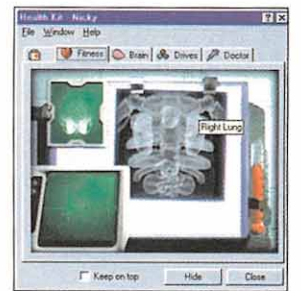 Health Kit - Nicky
File Window Help
Fitness Brain Drives Doctor
Right Lung
Keep on top Hide Close